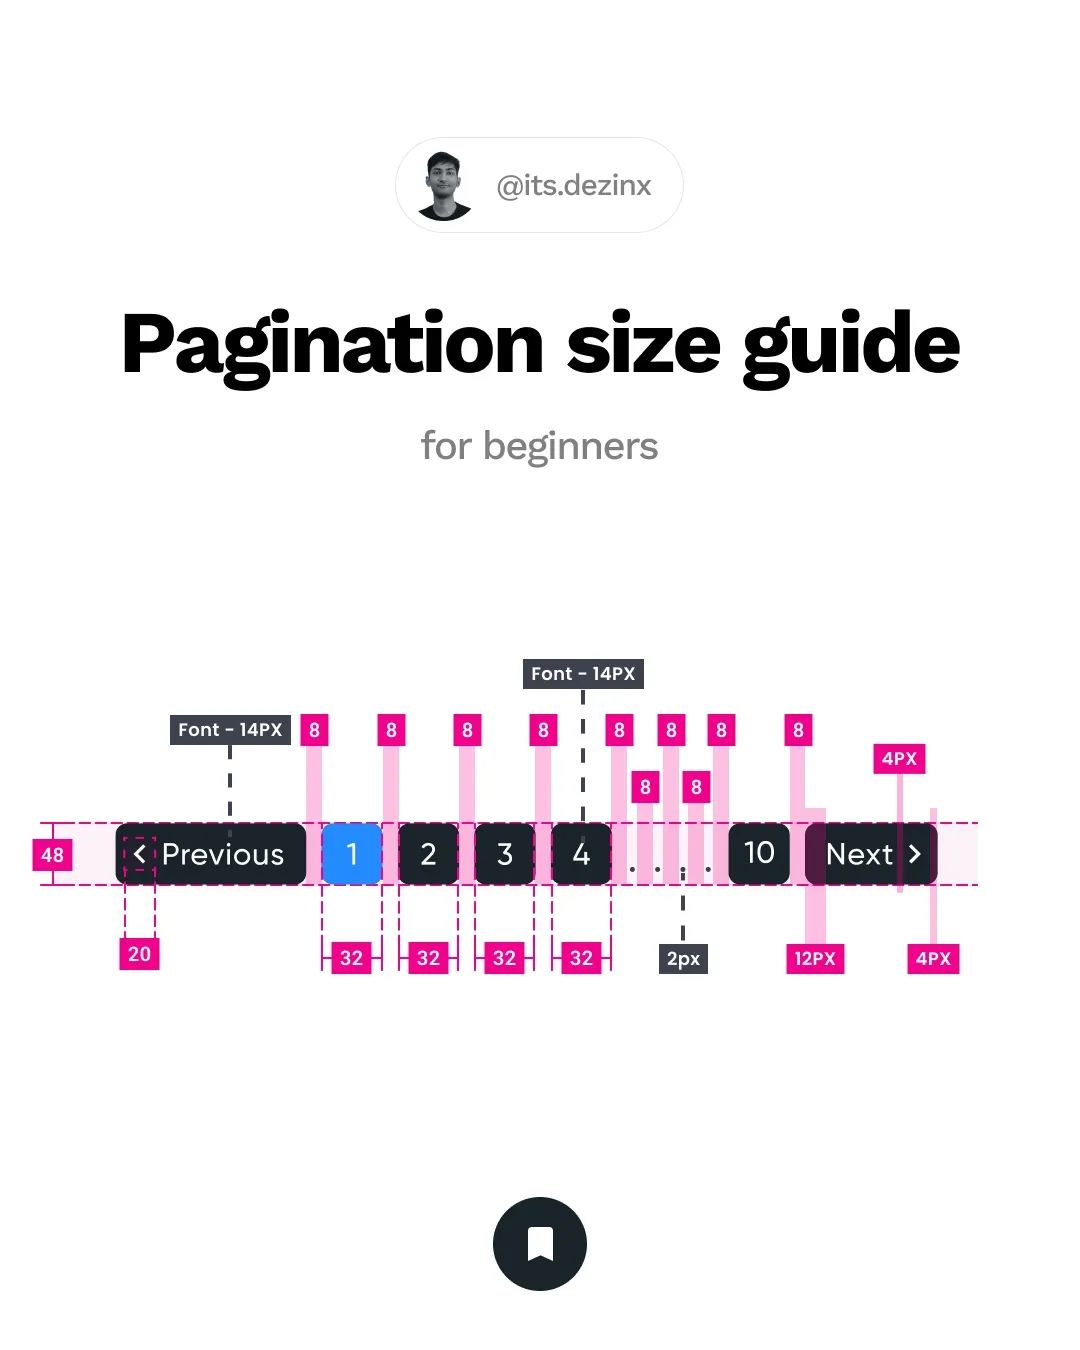 @its.dezinx
Pagination size guide
for beginners
Font - 14PX
Font - 14PX 8 8 8 8 8 8 8 8
4PX
8 8
48 Previous 1 2 3 4 . . . . 10 Next
20 32 32 32 32 2px 12PX 4PX